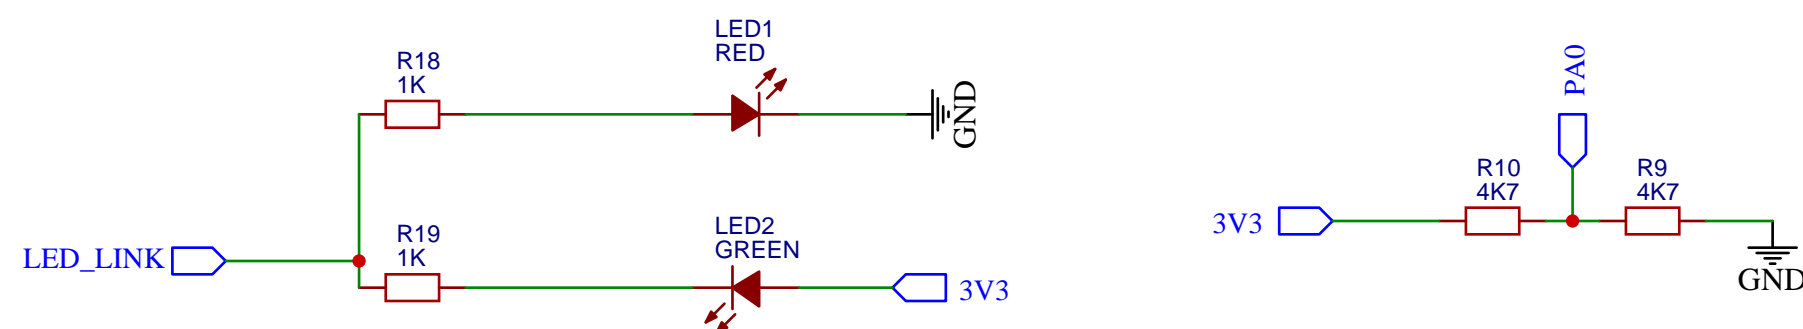 LED1
RED
R18
1K
GND
LED2
GREEN
R19
1K
LED_LINK
3V3
PA0
R10
4K7
R9
4K7
3V3
GND